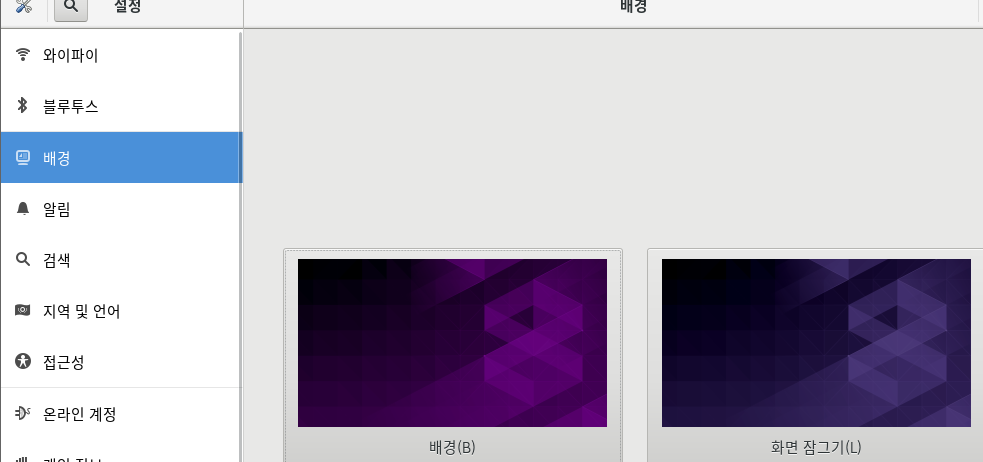 설정
배경
와이파이
블루투스
배경
알림
검색
지역 및 언어
접근성
온라인 계정
배경(B)
화면 잠그기(L)